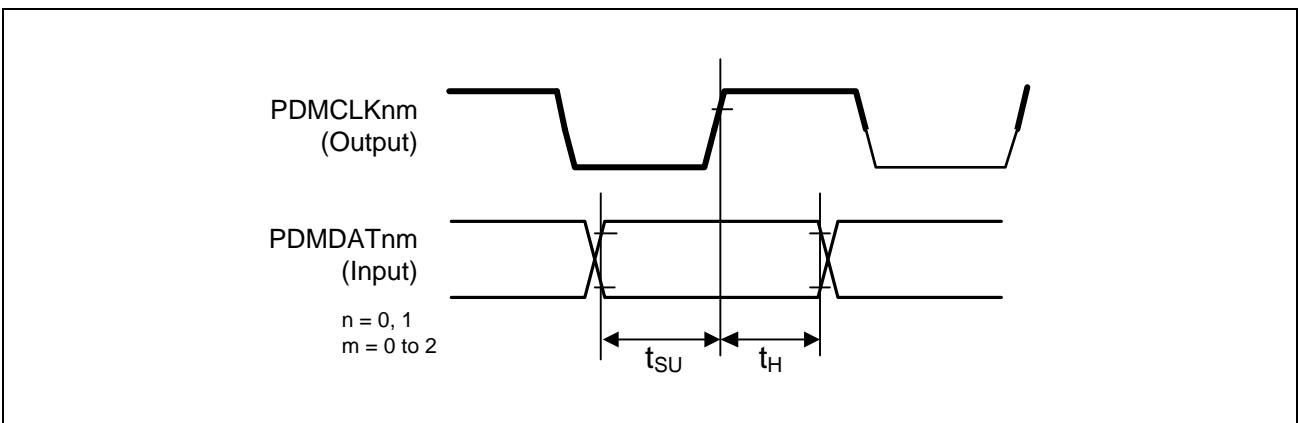 PDMCLKnm
(Output)
PDMDATnm
(Input)
n = 0, 1
m = 0 to 2
tSU
tH